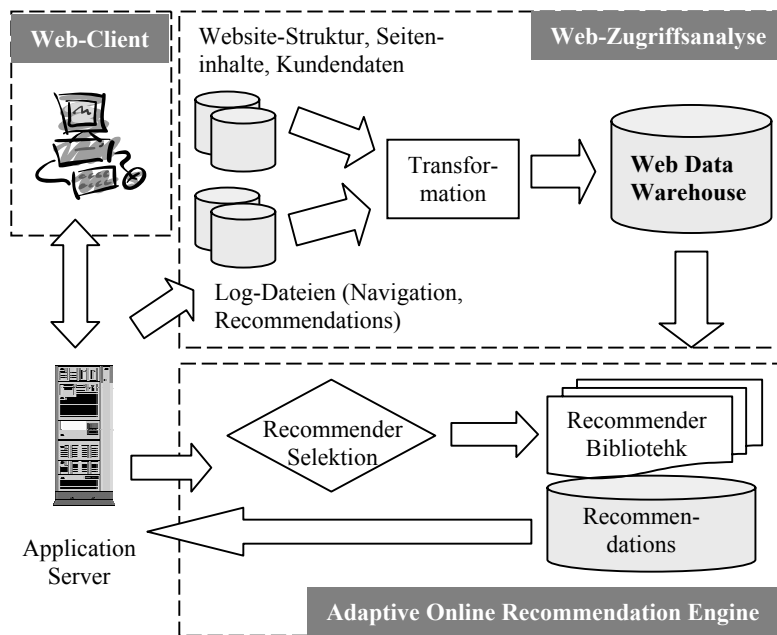 Web-Client
Website-Struktur, Seiten-
inhalte, Kundendaten
Web-Zugriffsanalyse
Transfor-
mation
Web Data
Warehouse
Log-Dateien (Navigation,
Recommendations)
Recommender
Selektion
Recommender
Bibliotehk
Recommen-
dations
Application
Server
Adaptive Online Recommendation Engine